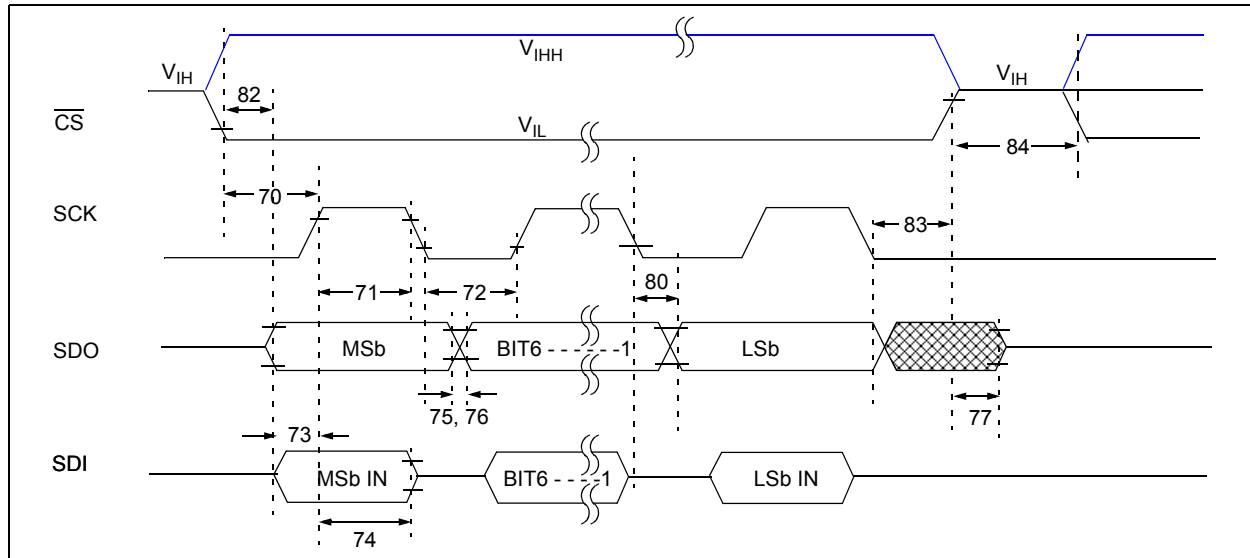 V_IH
V_IHH
V_IH
82
CS
V_IL
84
70
SCK
83
71
72
80
SDO
MSb
BIT6 - - - - - -1
LSb
75, 76
77
73
SDI
MSb IN
BIT6 - - - - -1
LSb IN
74